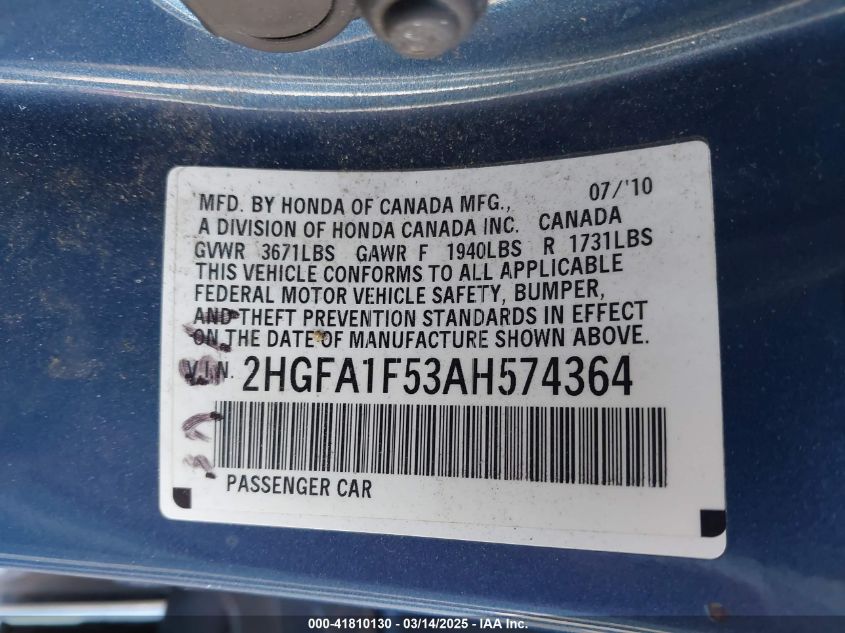 MFD. BY HONDA OF CANADA MFG., 07/'10
A DIVISION OF HONDA CANADA INC. CANADA
GVWR 3671LBS GAWR F 1940LBS R 1731LBS
THIS VEHICLE CONFORMS TO ALL APPLICABLE
FEDERAL MOTOR VEHICLE SAFETY, BUMPER,
AND THEFT PREVENTION STANDARDS IN EFFECT
ON THE DATE OF MANUFACTURE SHOWN ABOVE.
V.I.N. 2HGFA1F53AH574364
PASSENGER CAR
000-41810130 — 03/14/2025 — IAA Inc.